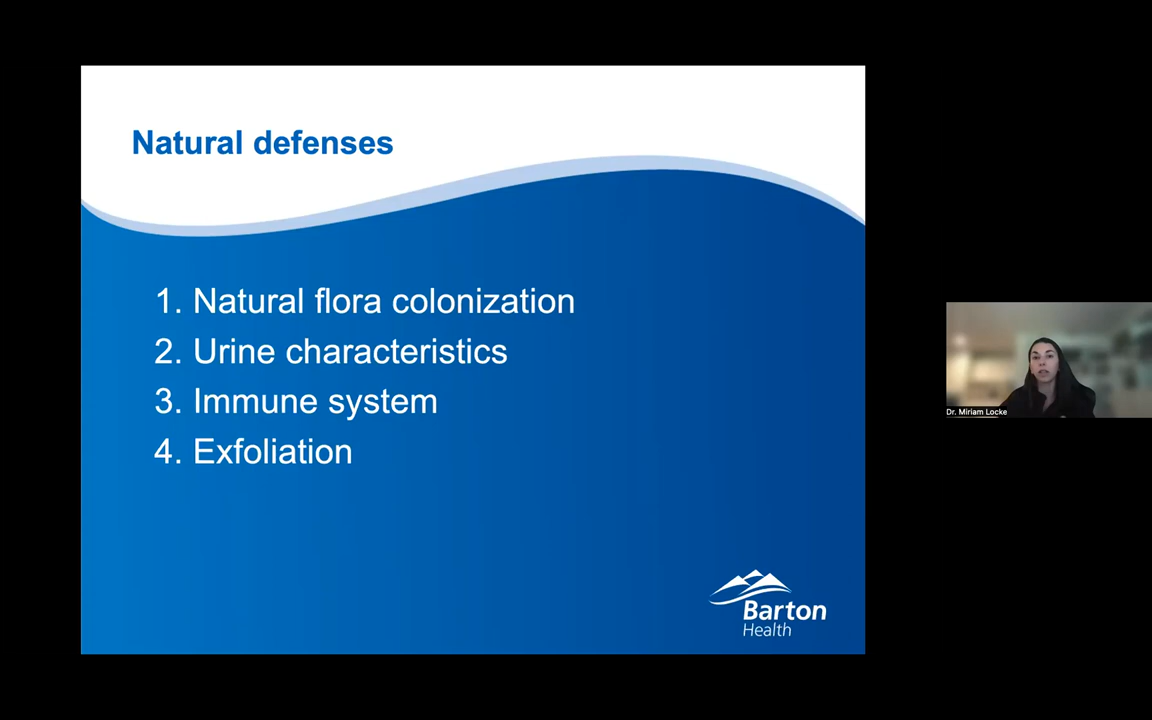 Natural defenses
1. Natural flora colonization
2. Urine characteristics
3. Immune system
4. Exfoliation
Barton
Health
Dr. Miriam Locke